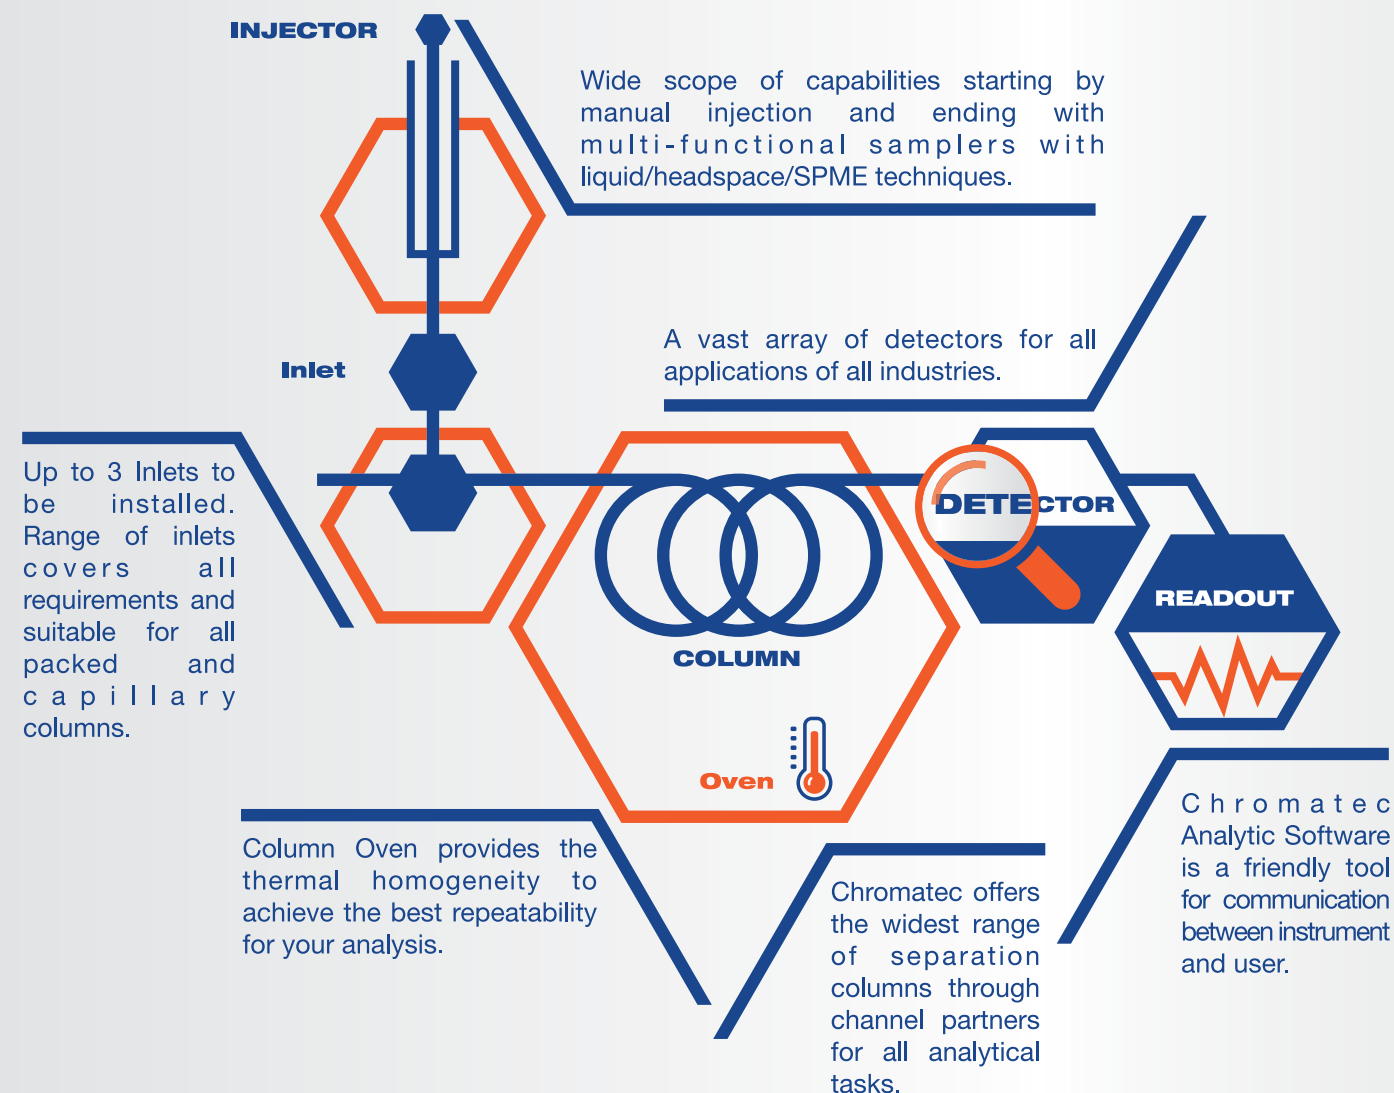 INJECTOR
Wide scope of capabilities starting by
manual injection and ending with
multi-functional samplers with
liquid/headspace/SPME techniques.
A vast array of detectors for all
applications of all industries.
Inlet
Up to 3 Inlets to
be installed.
Range of inlets
covers all
requirements and
suitable for all
packed and
capillary
columns.
DETECTOR
READOUT
COLUMN
Oven
Column Oven provides the
thermal homogeneity to
achieve the best repeatability
for your analysis.
Chromatec offers
the widest range
of separation
columns through
channel partners
for all analytical
tasks.
Chromatec
Analytic Software
is a friendly tool
for communication
between instrument
and user.